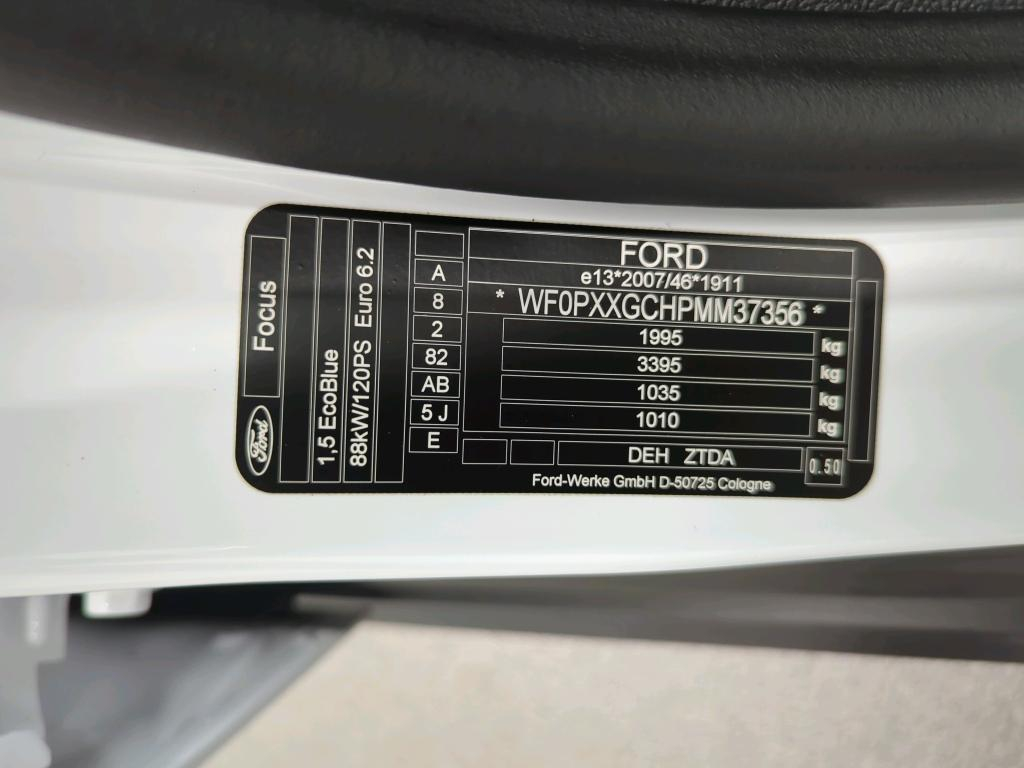 Ford
Focus
1,5 EcoBlue
88kW/120PS Euro 6.2
A
8
2
82
AB
5 J
E
FORD
e13*2007/46*1911
* WF0PXXGCHPMM37356 *
1995 kg
3395 kg
1035 kg
1010 kg
DEH ZTDA
0.50
Ford-Werke GmbH D-50725 Cologne